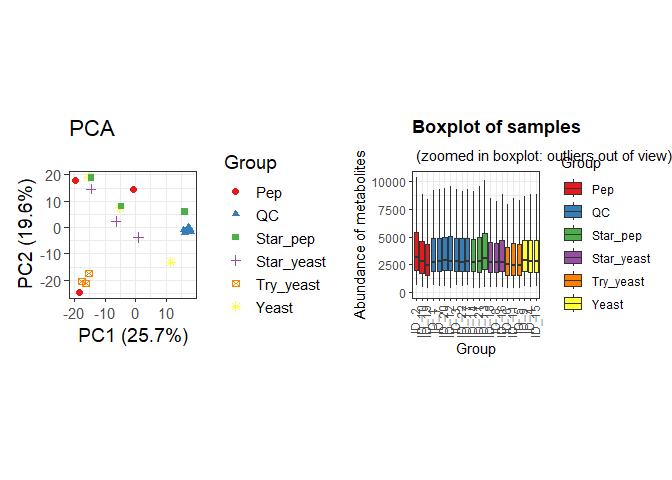 PCA
PC2 (19.6%)
20
10
0
-10
-20
-20 -10 0 10
PC1 (25.7%)
Group
Pep
QC
Star_pep
Star_yeast
Try_yeast
Yeast
Boxplot of samples
(zoomed in boxplot: outliers out of view)
Abundance of metabolites
10000
7500
5000
2500
0
Group
Group
Pep
QC
Star_pep
Star_yeast
Try_yeast
Yeast